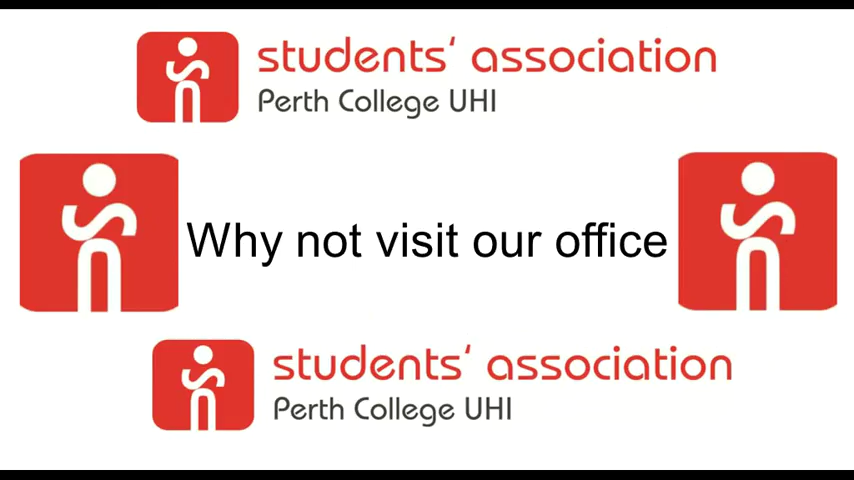 students‘ association
Perth College UHI
Why not visit our office
students‘ association
Perth College UHI